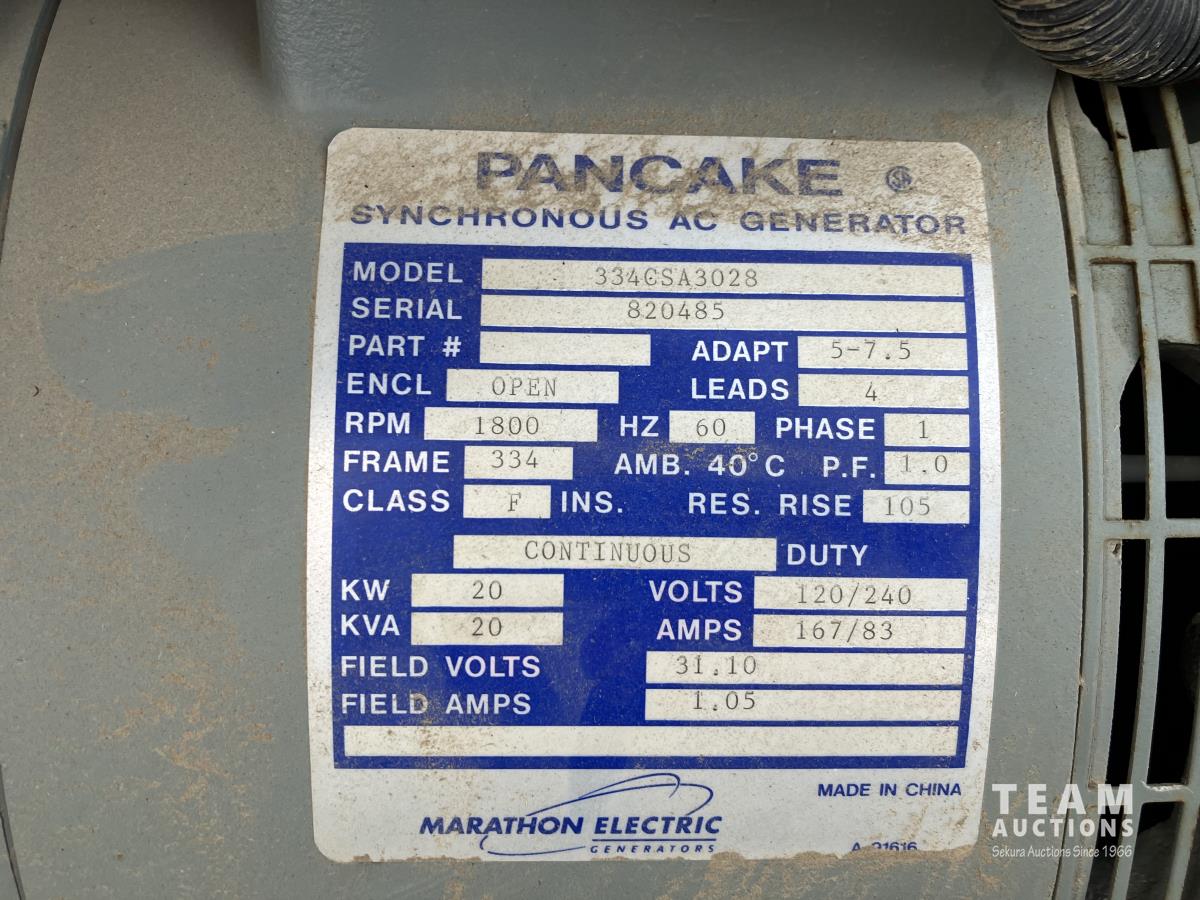 PANCAKE
SYNCHRONOUS AC GENERATOR
MODEL 334CSA3028
SERIAL 820485
PART # ADAPT 5-7.5
ENCL OPEN LEADS 4
RPM 1800 HZ 60 PHASE 1
FRAME 334 AMB. 40°C P.F. 1.0
CLASS F INS. RES. RISE 105
CONTINUOUS DUTY
KW 20 VOLTS 120/240
KVA 20 AMPS 167/83
FIELD VOLTS 31.10
FIELD AMPS 1.05
MADE IN CHINA
MARATHON ELECTRIC
GENERATORS
TEAM
AUCTIONS
Sekura Auctions Since 1966